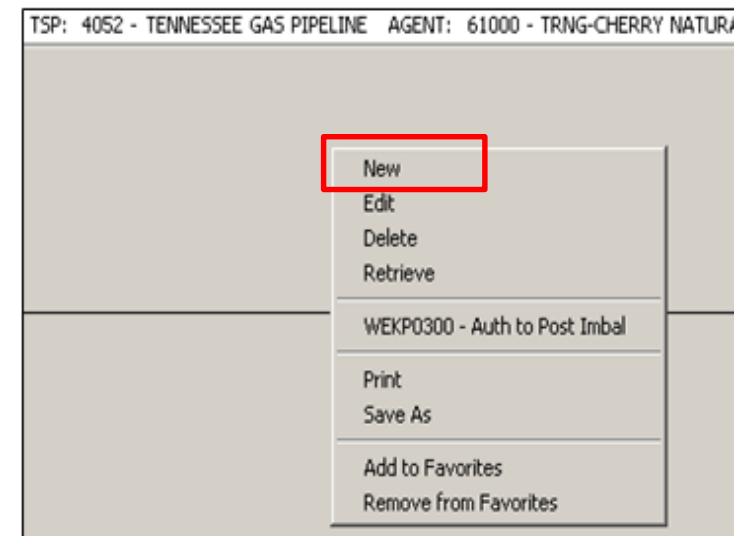 TSP: 4052 - TENNESSEE GAS PIPELINE AGENT: 61000 - TRNG-CHERRY
New
Edit
Delete
Retrieve
WEKP0300 - Auth to Post Imbal
Print
Save As
Add to Favorites
Remove from Favorites